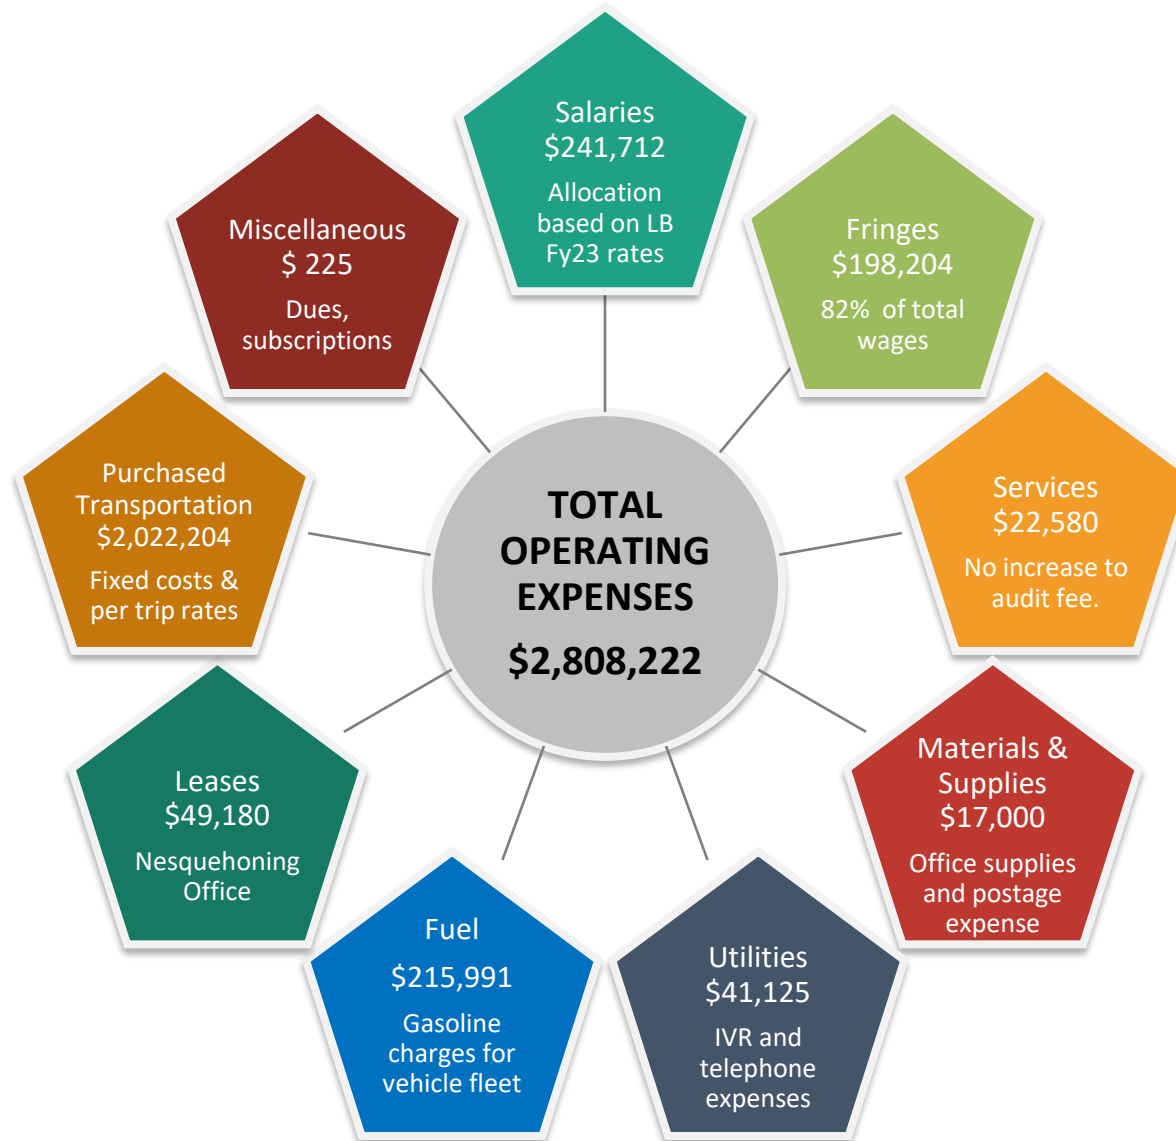 Salaries
$241,712
Allocation
based on LB
Fy23 rates
Fringes
$198,204
82% of total
wages
Services
$22,580
No increase to
audit fee.
Materials &
Supplies
$17,000
Office supplies
and postage
expense
Utilities
$41,125
IVR and
telephone
expenses
Fuel
$215,991
Gasoline
charges for
vehicle fleet
Leases
$49,180
Nesquehoning
Office
Purchased
Transportation
$2,022,204
Fixed costs &
per trip rates
Miscellaneous
$ 225
Dues,
subscriptions
TOTAL
OPERATING
EXPENSES
$2,808,222